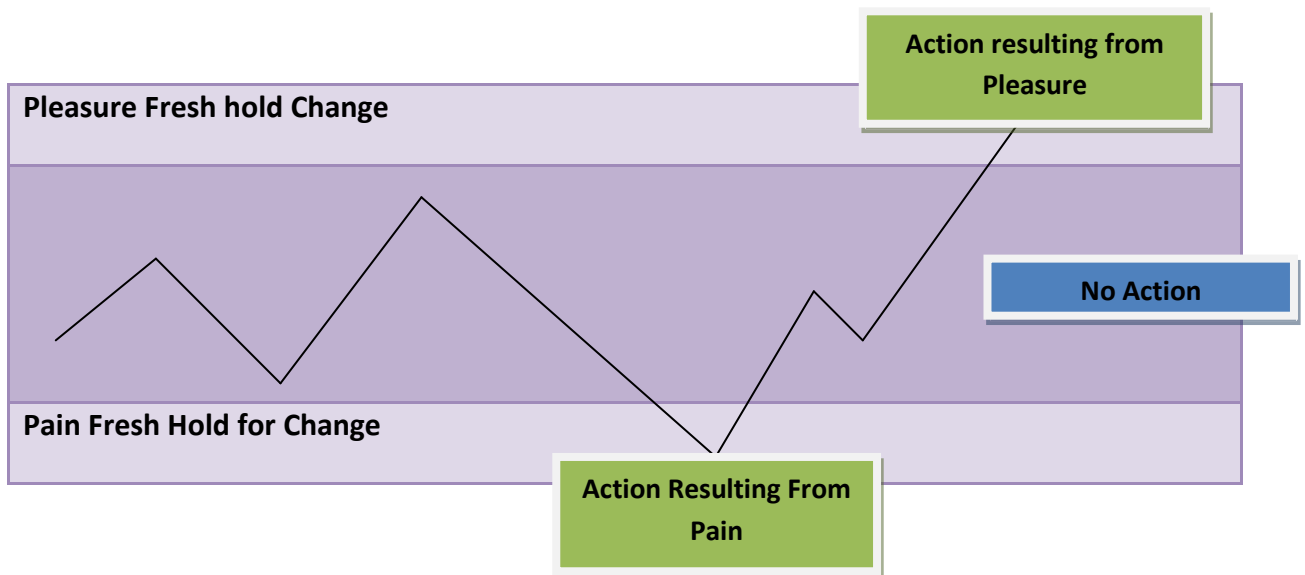 Action resulting from
Pleasure
Pleasure Fresh hold Change
No Action
Pain Fresh Hold for Change
Action Resulting From
Pain